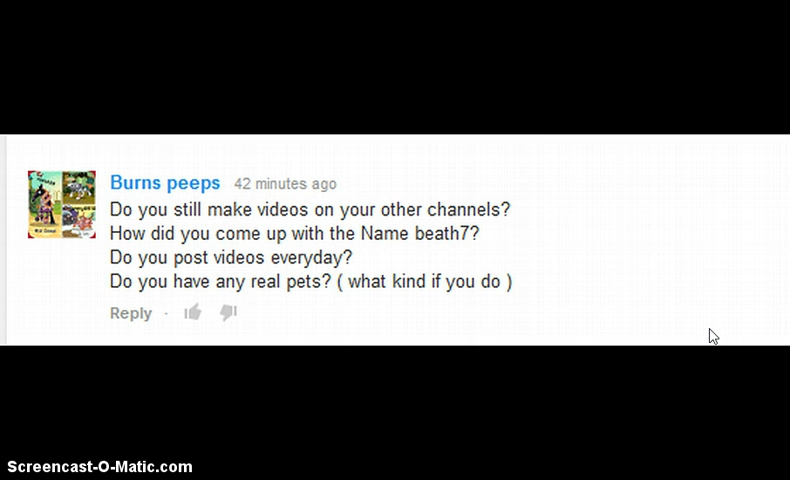 Burns peeps 42 minutes ago
Do you still make videos on your other channels?
How did you come up with the Name beath7?
Do you post videos everyday?
Do you have any real pets? ( what kind if you do )
Reply ·
Screencast-O-Matic.com